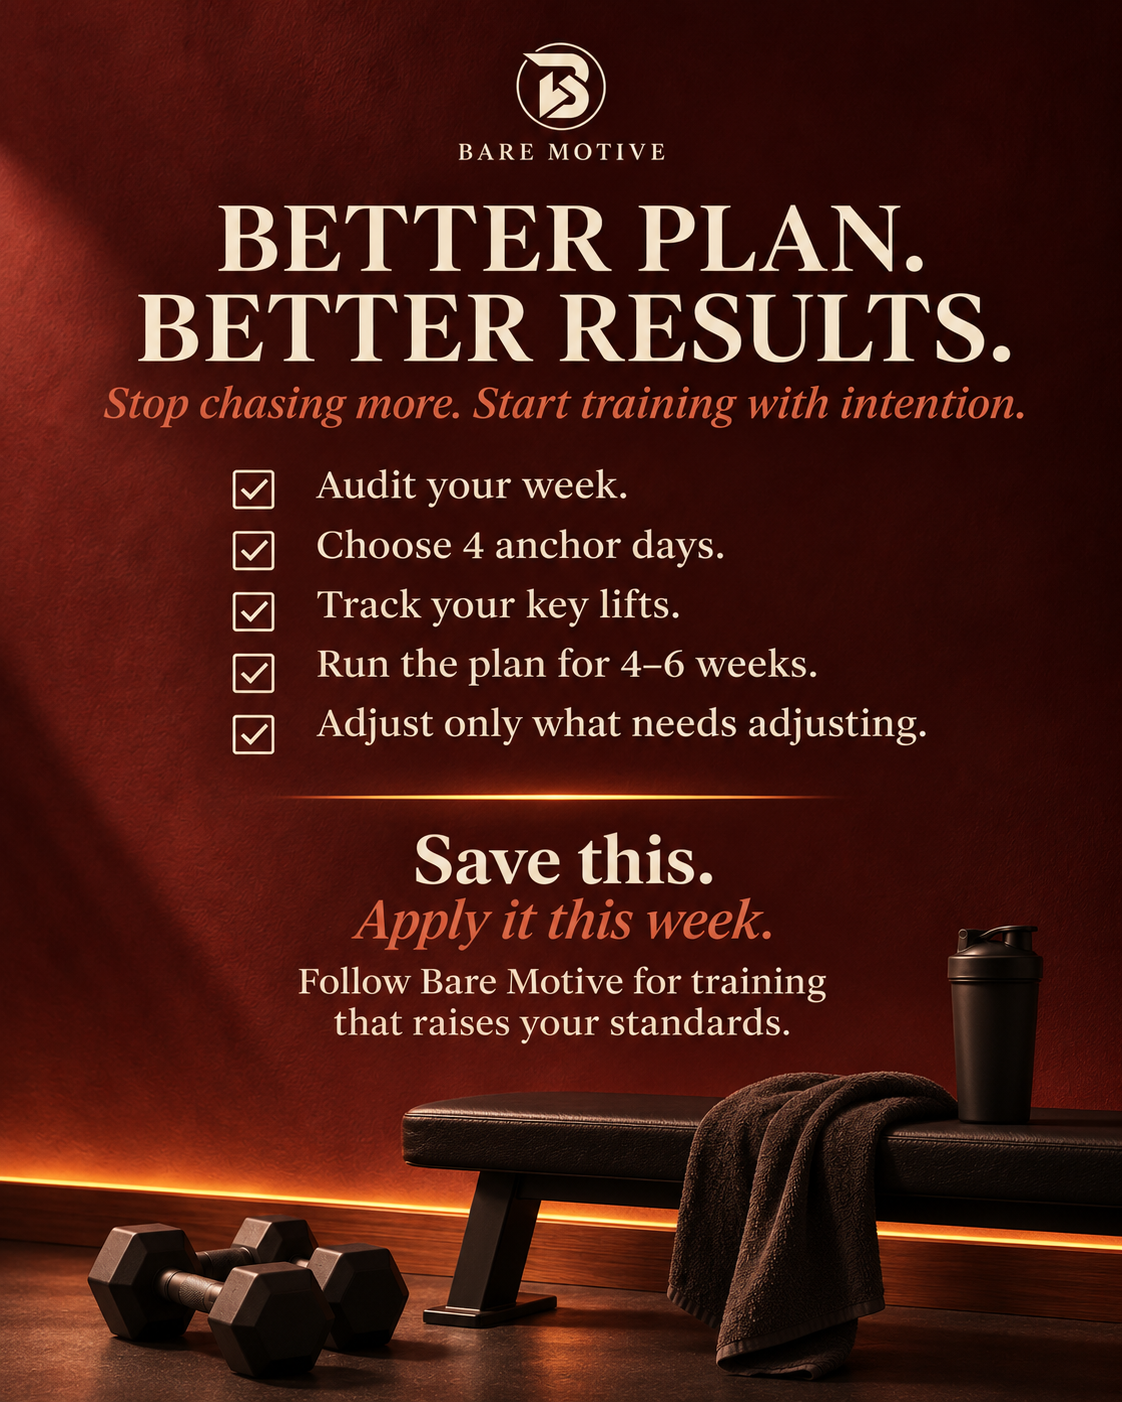 BARE MOTIVE
BETTER PLAN.
BETTER RESULTS.
Stop chasing more. Start training with intention.
Audit your week.
Choose 4 anchor days.
Track your key lifts.
Run the plan for 4–6 weeks.
Adjust only what needs adjusting.
Save this.
Apply it this week.
Follow Bare Motive for training
that raises your standards.